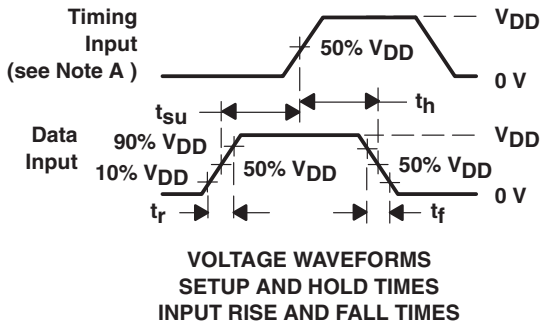 Timing
Input
(see Note A )
VDD
50% VDD
0 V
tsu
th
Data
Input
90% VDD
10% VDD
50% VDD
VDD
50% VDD
0 V
tr
tf
VOLTAGE WAVEFORMS
SETUP AND HOLD TIMES
INPUT RISE AND FALL TIMES